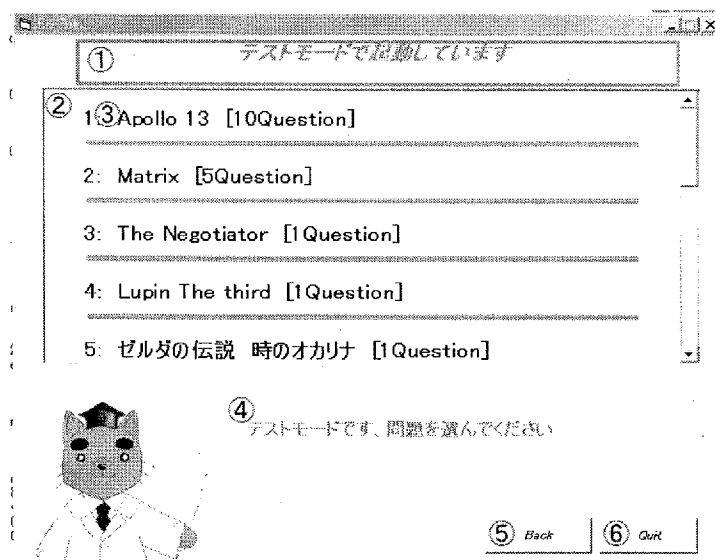 ① テストモードで起動しています
② 1:③Apollo 13 [10Question]
2: Matrix [5Question]
3: The Negotiator [1Question]
4: Lupin The third [1Question]
5: ゼルダの伝説 時のオカリナ [1Question]
④
テストモードです、問題を選んでください
⑤ Back ⑥ Quit